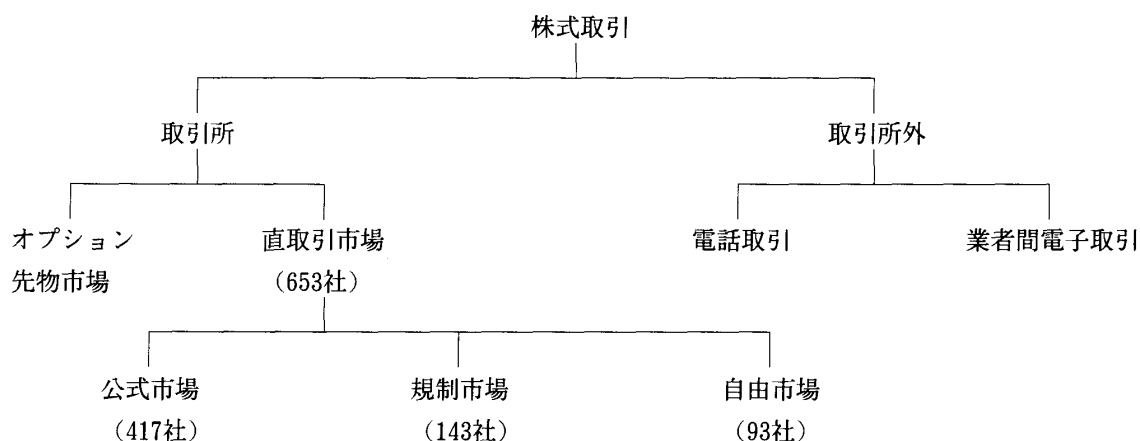 株式取引
取引所
取引所外
オプション
先物市場
直取引市場
（653社）
電話取引
業者間電子取引
公式市場
（417社）
規制市場
（143社）
自由市場
（93社）